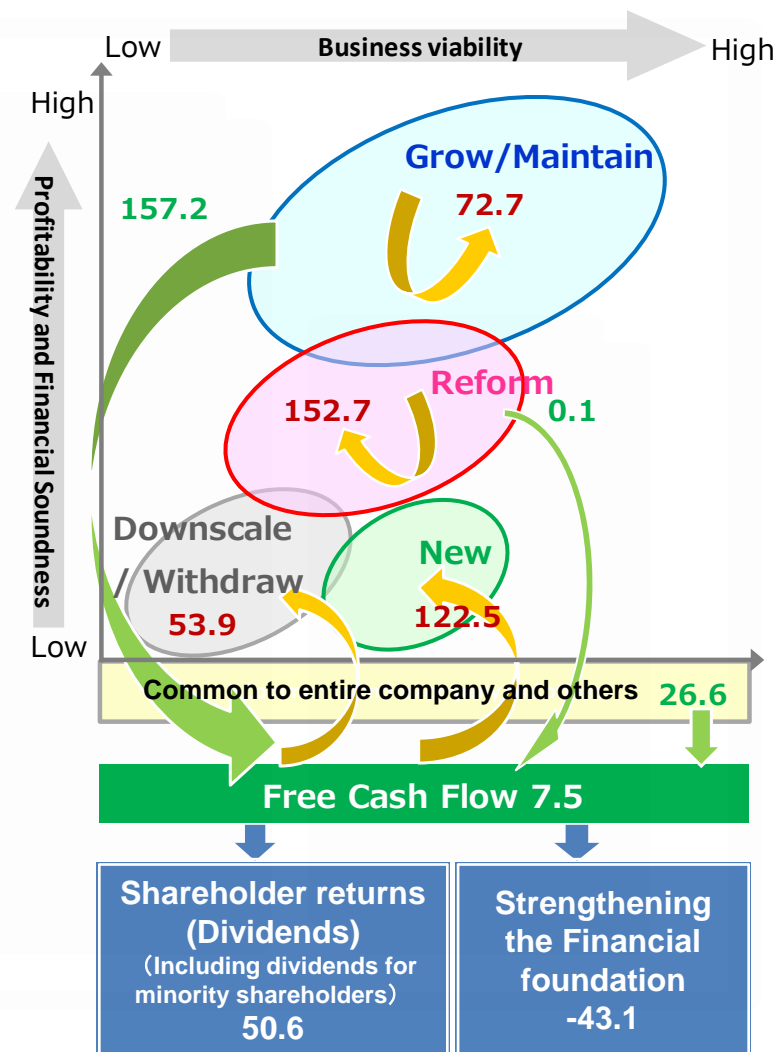 Low
Business viability
High
High
Profitability and Financial Soundness
Low
Grow/Maintain
157.2
72.7
Reform
152.7
0.1
Downscale
/ Withdraw
53.9
New
122.5
Common to entire company and others
26.6
Free Cash Flow 7.5
Shareholder returns
(Dividends)
（Including dividends for
minority shareholders）
50.6
Strengthening
the Financial
foundation
-43.1